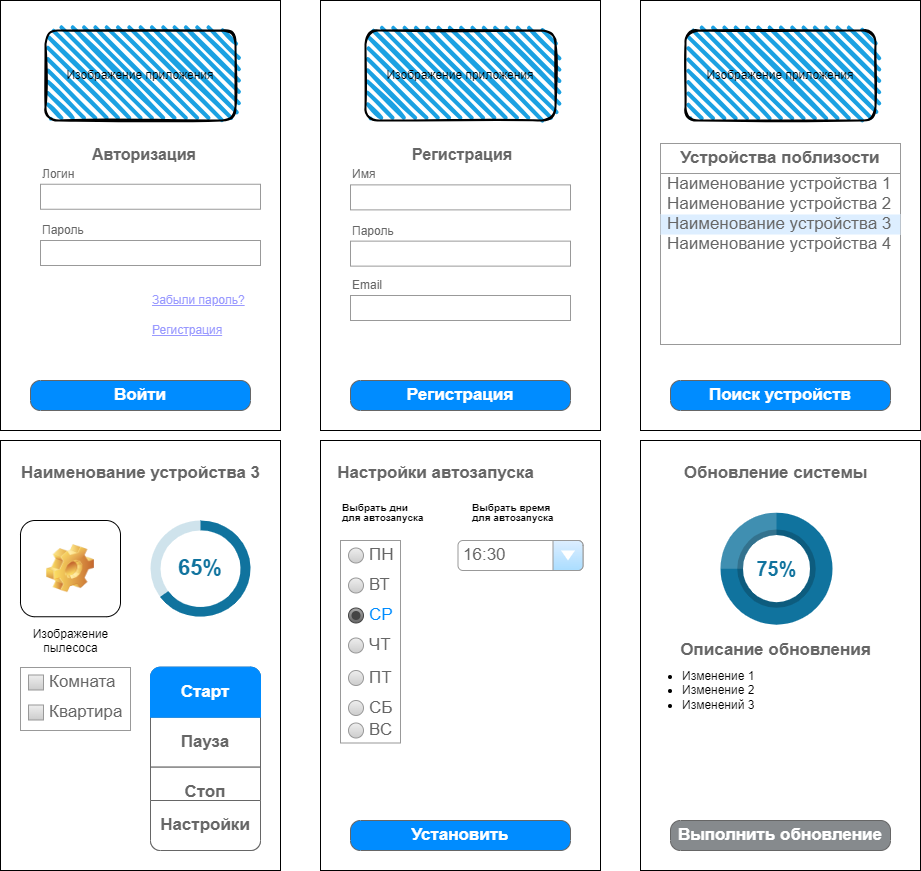 Изображение приложения
Авторизация
Логин
Пароль
Забыли пароль?
Регистрация
Войти
Изображение приложения
Регистрация
Имя
Пароль
Email
Регистрация
Изображение приложения
Устройства поблизости
Наименование устройства 1
Наименование устройства 2
Наименование устройства 3
Наименование устройства 4
Поиск устройств
Наименование устройства 3
65%
Изображение
пылесоса
Комната
Квартира
Старт
Пауза
Стоп
Настройки
Настройки автозапуска
Выбрать дни
для автозапуска
Выбрать время
для автозапуска
ПН
ВТ
СР
ЧТ
ПТ
СБ
ВС
16:30
Установить
Обновление системы
75%
Описание обновления
Изменение 1
Изменение 2
Изменений 3
Выполнить обновление